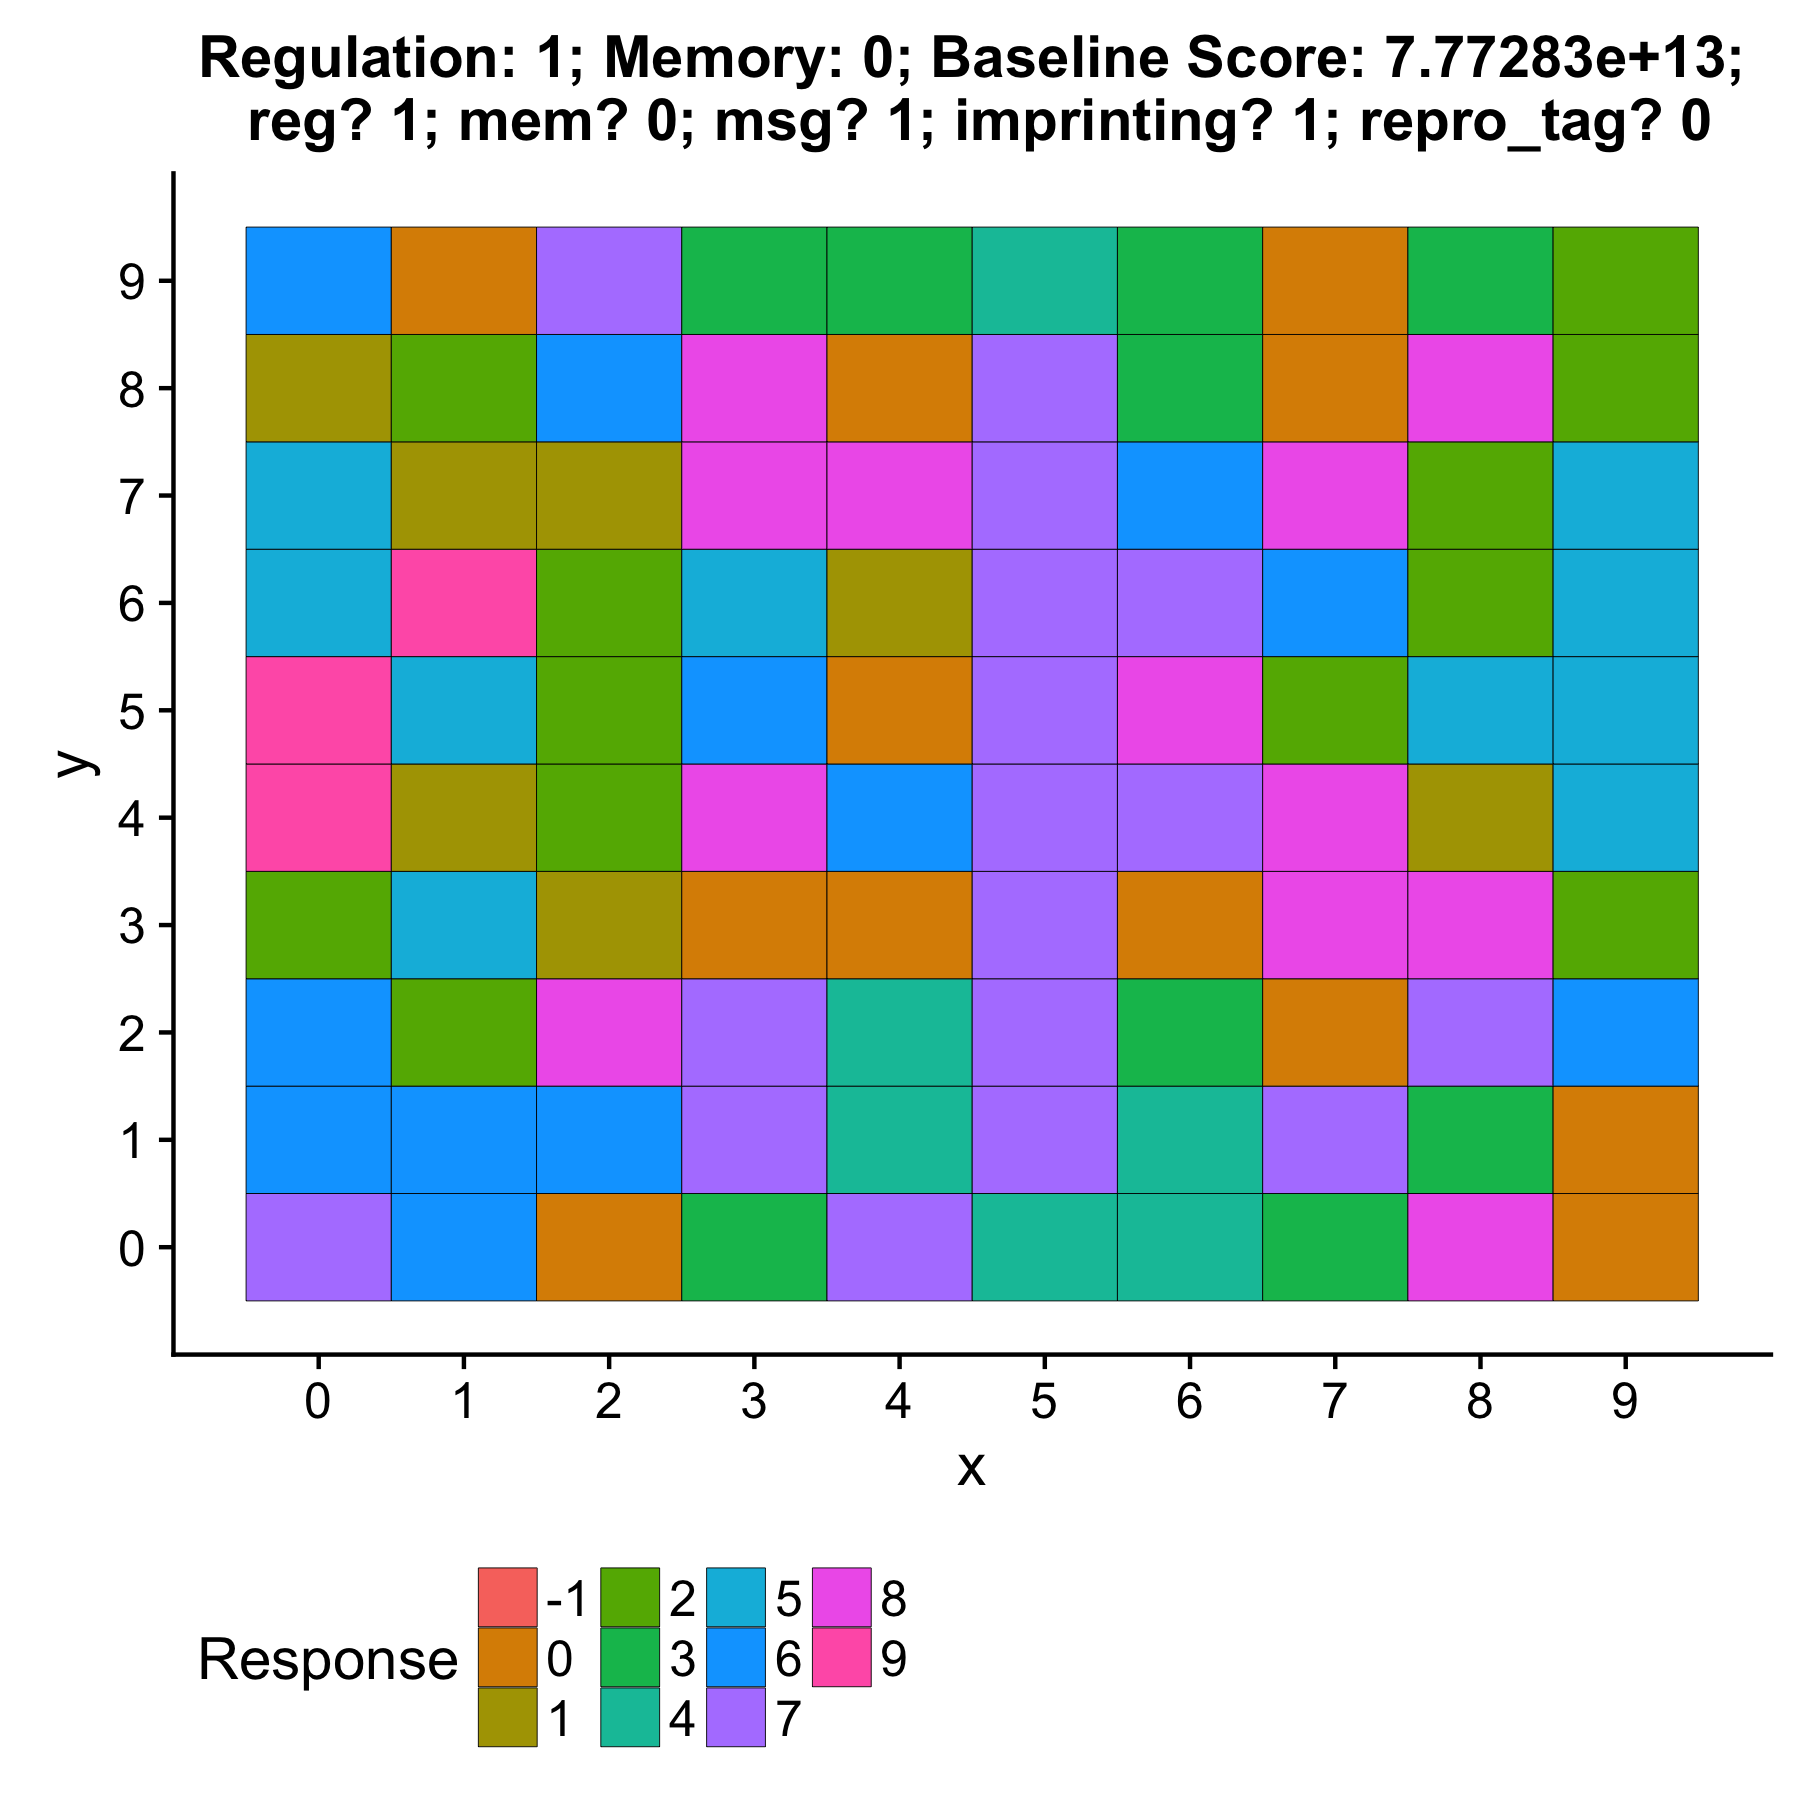 Regulation: 1; Memory: 0; Baseline Score: 7.77283e+13;
reg? 1; mem? 0; msg? 1; imprinting? 1; repro_tag? 0
9
8
7
6
5
4
3
2
1
0
y
0 1 2 3 4 5 6 7 8 9
x
Response
-1 2 5 8
0 3 6 9
1 4 7